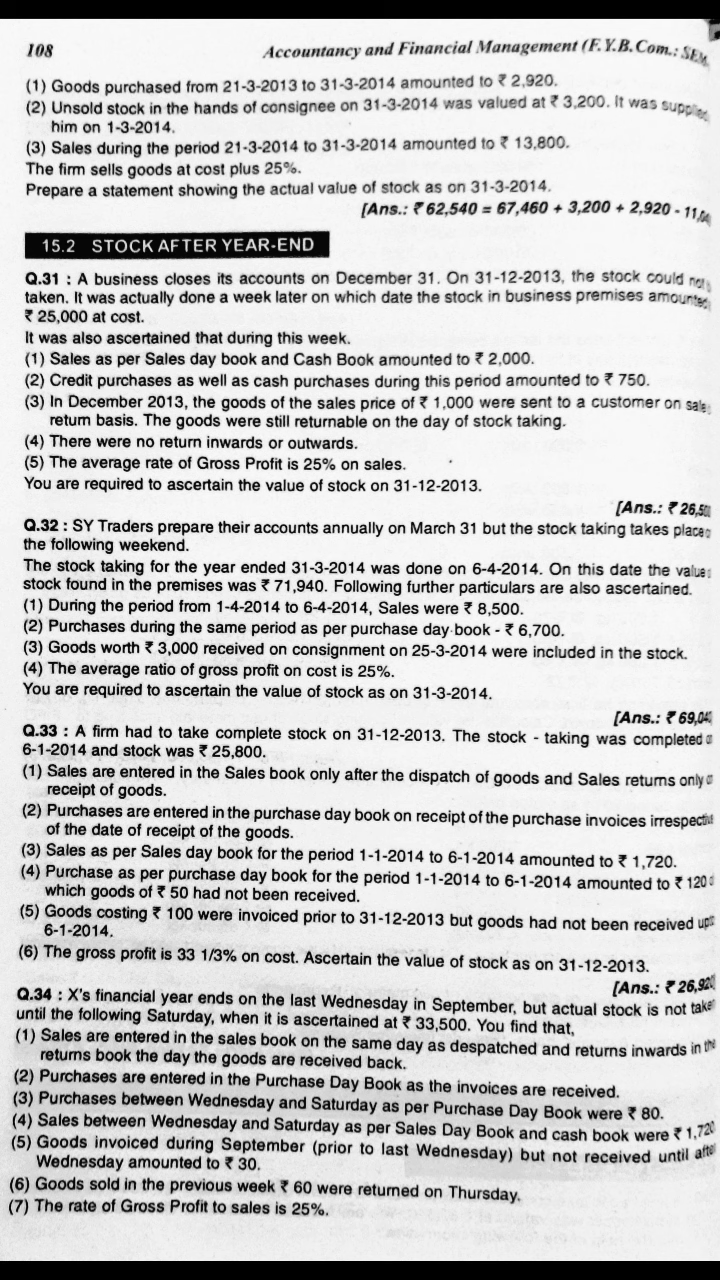 108
Accountancy and Financial Management (F.Y.B.Com.: SEM.
(1) Goods purchased from 21-3-2013 to 31-3-2014 amounted to ₹ 2,920.
(2) Unsold stock in the hands of consignee on 31-3-2014 was valued at ₹ 3,200. It was supplied
him on 1-3-2014.
(3) Sales during the period 21-3-2014 to 31-3-2014 amounted to ₹ 13,800.
The firm sells goods at cost plus 25%.
Prepare a statement showing the actual value of stock as on 31-3-2014.
[Ans.: ₹ 62,540 = 67,460 + 3,200 + 2,920 -
15.2 STOCK AFTER YEAR-END
Q.31 : A business closes its accounts on December 31. On 31-12-2013, the stock could not
taken. It was actually done a week later on which date the stock in business premises amounted
₹ 25,000 at cost.
It was also ascertained that during this week.
(1) Sales as per Sales day book and Cash Book amounted to ₹ 2,000.
(2) Credit purchases as well as cash purchases during this period amounted to ₹ 750.
(3) In December 2013, the goods of the sales price of ₹ 1,000 were sent to a customer on sale
return basis. The goods were still returnable on the day of stock taking.
(4) There were no return inwards or outwards.
(5) The average rate of Gross Profit is 25% on sales.
You are required to ascertain the value of stock on 31-12-2013.
[Ans.: ₹ 26,50
Q.32 : SY Traders prepare their accounts annually on March 31 but the stock taking takes place
the following weekend.
The stock taking for the year ended 31-3-2014 was done on 6-4-2014. On this date the value
stock found in the premises was ₹ 71,940. Following further particulars are also ascertained.
(1) During the period from 1-4-2014 to 6-4-2014, Sales were ₹ 8,500.
(2) Purchases during the same period as per purchase day book - ₹ 6,700.
(3) Goods worth ₹ 3,000 received on consignment on 25-3-2014 were included in the stock.
(4) The average ratio of gross profit on cost is 25%.
You are required to ascertain the value of stock as on 31-3-2014.
[Ans.: ₹ 69,04
Q.33 : A firm had to take complete stock on 31-12-2013. The stock - taking was completed
6-1-2014 and stock was ₹ 25,800.
(1) Sales are entered in the Sales book only after the dispatch of goods and Sales returns only
receipt of goods.
(2) Purchases are entered in the purchase day book on receipt of the purchase invoices irrespective
of the date of receipt of the goods.
(3) Sales as per Sales day book for the period 1-1-2014 to 6-1-2014 amounted to ₹ 1,720.
(4) Purchase as per purchase day book for the period 1-1-2014 to 6-1-2014 amounted to ₹ 120
which goods of ₹ 50 had not been received.
(5) Goods costing ₹ 100 were invoiced prior to 31-12-2013 but goods had not been received upto
6-1-2014.
(6) The gross profit is 33 1/3% on cost. Ascertain the value of stock as on 31-12-2013.
[Ans.: ₹ 26,920
Q.34 : X's financial year ends on the last Wednesday in September, but actual stock is not take
until the following Saturday, when it is ascertained at ₹ 33,500. You find that,
(1) Sales are entered in the sales book on the same day as despatched and returns inwards in the
returns book the day the goods are received back.
(2) Purchases are entered in the Purchase Day Book as the invoices are received.
(3) Purchases between Wednesday and Saturday as per Purchase Day Book were ₹ 80.
(4) Sales between Wednesday and Saturday as per Sales Day Book and cash book were ₹ 1,720
(5) Goods invoiced during September (prior to last Wednesday) but not received until after
Wednesday amounted to ₹ 30.
(6) Goods sold in the previous week ₹ 60 were returned on Thursday.
(7) The rate of Gross Profit to sales is 25%.